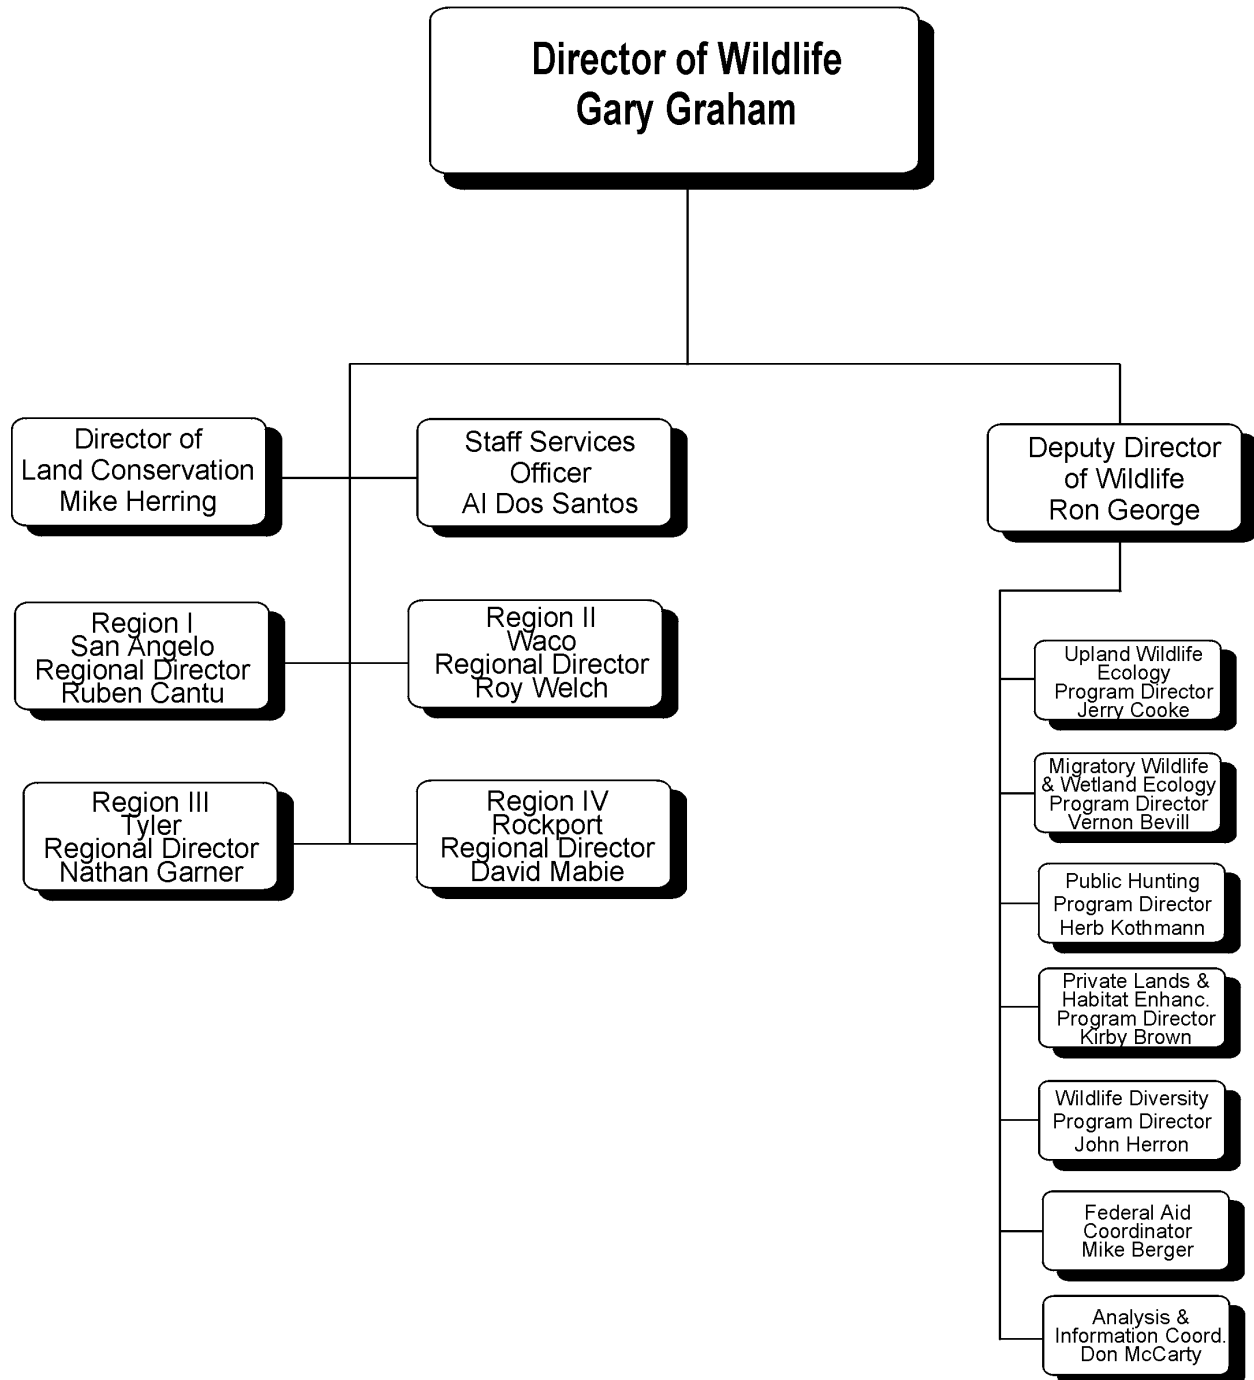 Director of Wildlife
Gary Graham
Director of
Land Conservation
Mike Herring
Staff Services
Officer
Al Dos Santos
Deputy Director
of Wildlife
Ron George
Region I
San Angelo
Regional Director
Ruben Cantu
Region II
Waco
Regional Director
Roy Welch
Region III
Tyler
Regional Director
Nathan Garner
Region IV
Rockport
Regional Director
David Mabie
Upland Wildlife
Ecology
Program Director
Jerry Cooke
Migratory Wildlife
& Wetland Ecology
Program Director
Vernon Bevill
Public Hunting
Program Director
Herb Kothmann
Private Lands &
Habitat Enhanc.
Program Director
Kirby Brown
Wildlife Diversity
Program Director
John Herron
Federal Aid
Coordinator
Mike Berger
Analysis &
Information Coord.
Don McCarty